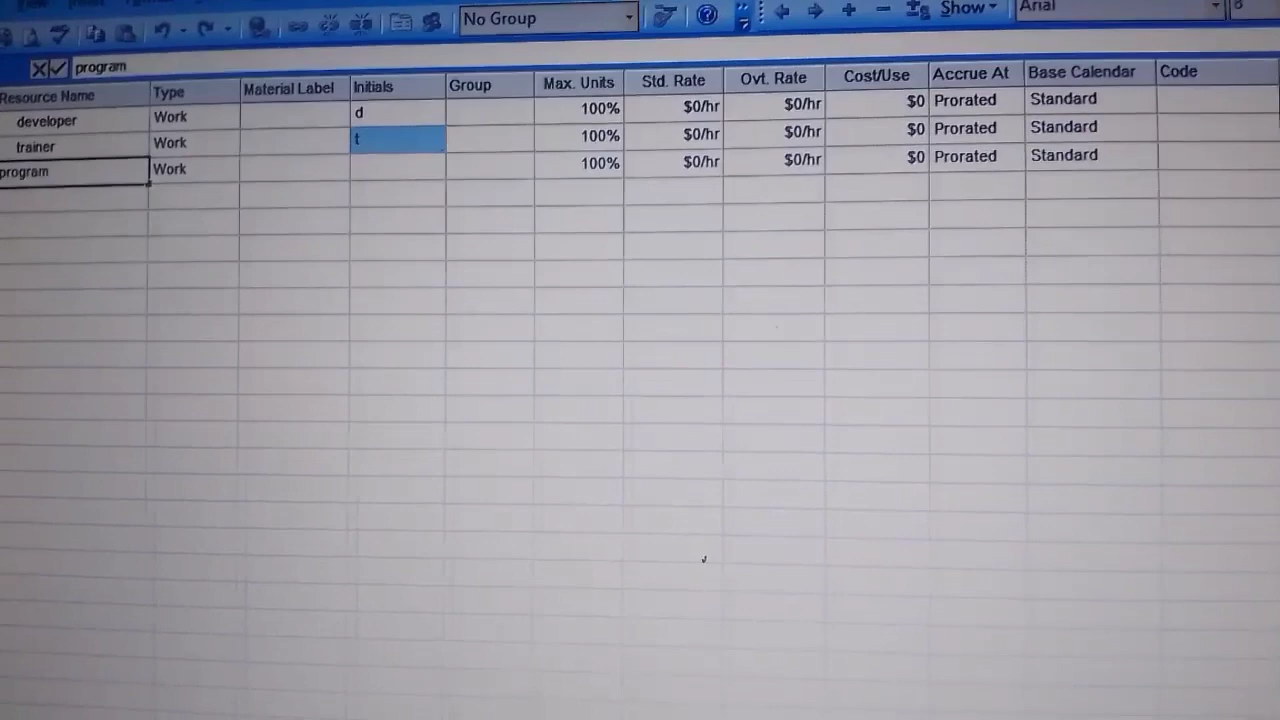 No Group
Show
Arial
program
Resource Name Type Material Label Initials Group Max. Units Std. Rate Ovt. Rate Cost/Use Accrue At Base Calendar Code
developer Work d 100% $0/hr $0/hr $0 Prorated Standard
trainer Work t 100% $0/hr $0/hr $0 Prorated Standard
program Work 100% $0/hr $0/hr $0 Prorated Standard